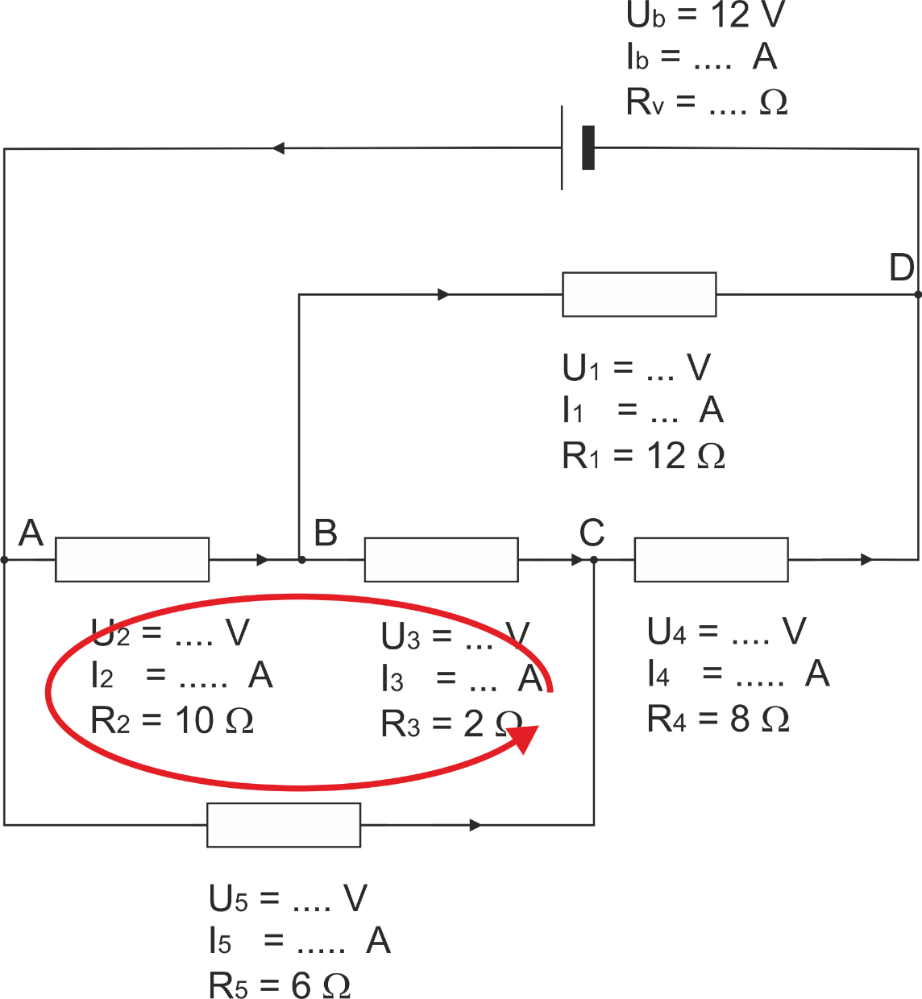 Ub = 12 V
Ib = .... A
Rv = .... Ω
D
U1 = ... V
I1 = ... A
R1 = 12 Ω
A
B
C
U2 = .... V
I2 = ..... A
R2 = 10 Ω
U3 = ... V
I3 = ... A
R3 = 2 Ω
U4 = .... V
I4 = ..... A
R4 = 8 Ω
U5 = .... V
I5 = ..... A
R5 = 6 Ω